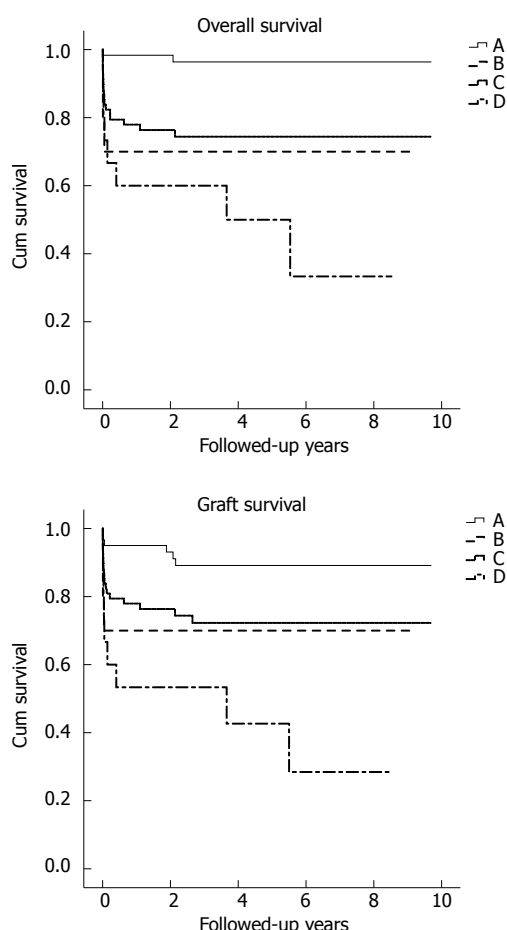 Overall survival
A
B
C
D
1.0
0.8
0.6
0.4
0.2
0.0
Cum survival
0 2 4 6 8 10
Followed-up years
Graft survival
A
B
C
D
1.0
0.8
0.6
0.4
0.2
0.0
Cum survival
0 2 4 6 8 10
Followed-up years